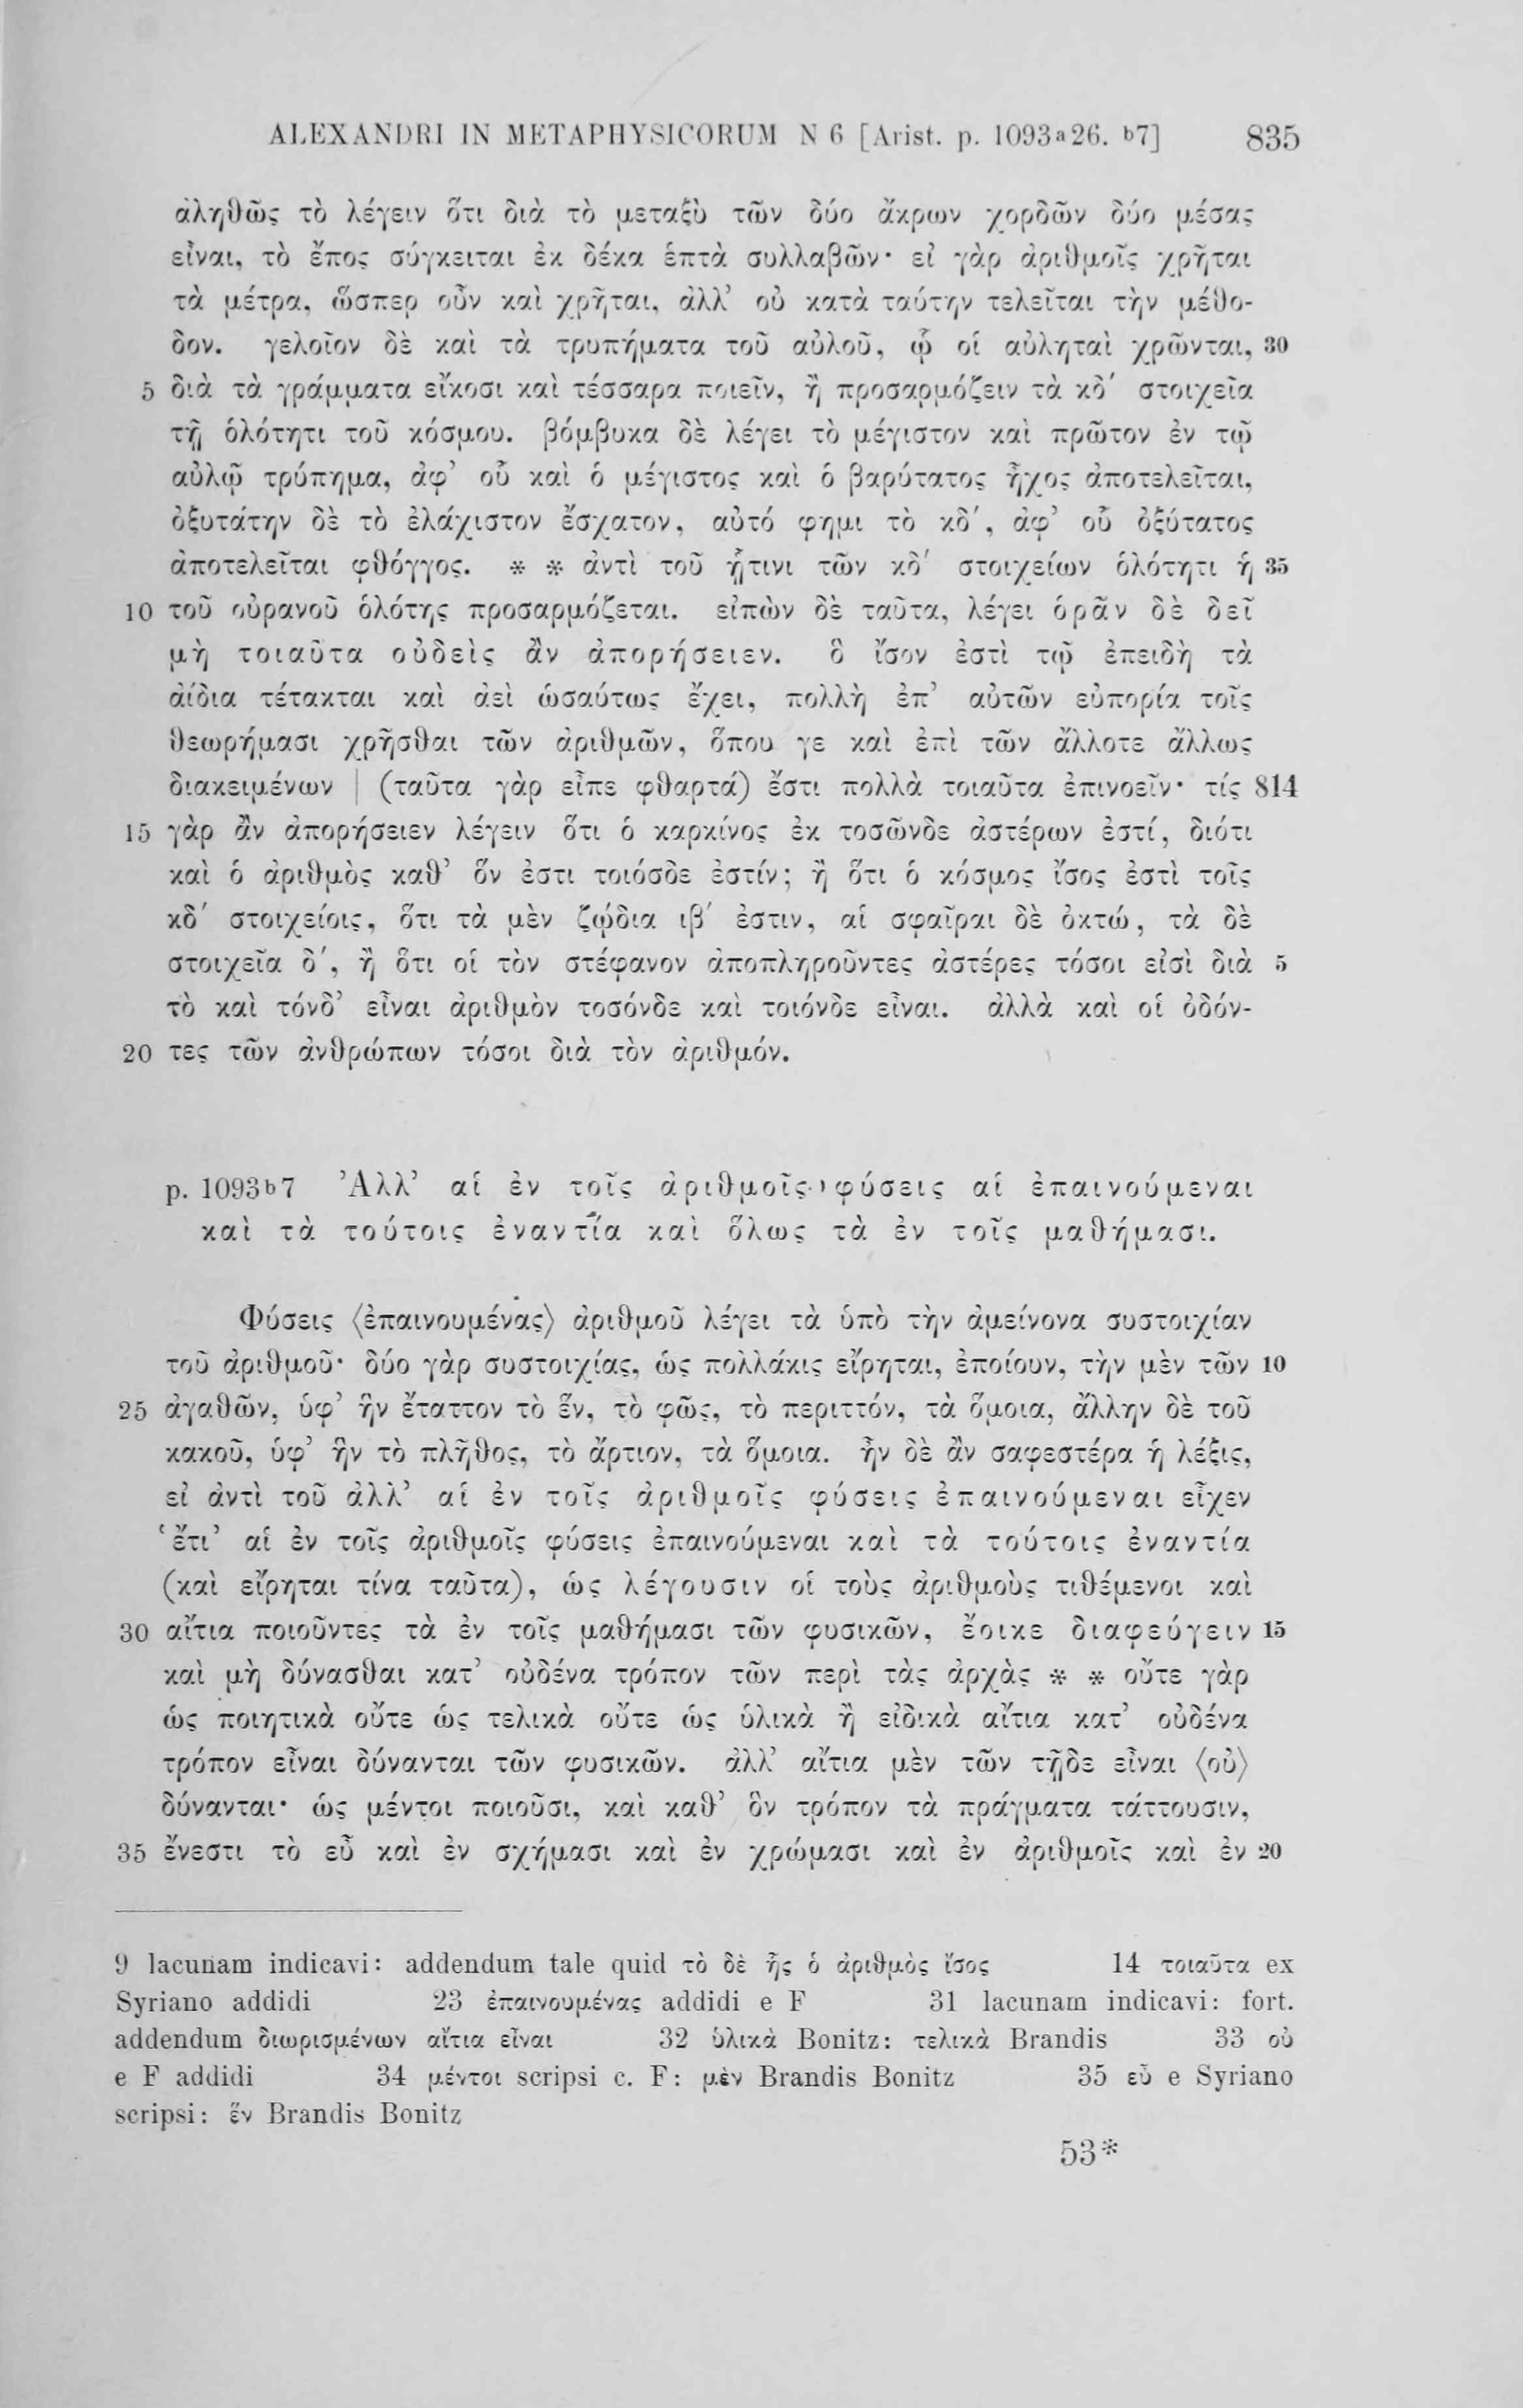 ALEXANDRI IN METAPHYSICORUM N 6 [Arist. p. 1093a26. b7] 835
ἀληθῶς τὸ λέγειν ὅτι διὰ τὸ μεταξὺ τῶν δύο ἄκρων χορδῶν δύο μέσας
εἶναι, τὸ ἔπος σύγκειται ἐκ δέκα ἑπτὰ συλλαβῶν· εἰ γὰρ ἀριθμοῖς χρῆται
τὰ μέτρα, ὥσπερ οὖν καὶ χρῆται, ἀλλ’ οὐ κατὰ ταύτην τελεῖται τὴν μέθο-
δον. γελοῖον δὲ καὶ τὰ τρυπήματα τοῦ αὐλοῦ, ᾧ οἱ αὐληταὶ χρῶνται, 30
5 διὰ τὰ γράμματα εἴκοσι καὶ τέσσαρα ποιεῖν, ἢ προσαρμόζειν τὰ κδ′ στοιχεῖα
τῇ ὁλότητι τοῦ κόσμου. βόμβυκα δὲ λέγει τὸ μέγιστον καὶ πρῶτον ἐν τῷ
αὐλῷ τρύπημα, ἀφ’ οὗ καὶ ὁ μέγιστος καὶ ὁ βαρύτατος ἦχος ἀποτελεῖται,
ὀξυτάτην δὲ τὸ ἐλάχιστον ἔσχατον, αὐτό φημι τὸ κδ′, ἀφ’ οὗ ὀξύτατος
ἀποτελεῖται φθόγγος. * * ἀντὶ τοῦ ᾗτινι τῶν κδ′ στοιχείων ὁλότητι ἡ 35
10 τοῦ οὐρανοῦ ὁλότης προσαρμόζεται. εἰπὼν δὲ ταῦτα, λέγει ὁρᾶν δὲ δεῖ
μὴ τοιαῦτα οὐδεὶς ἂν ἀπορήσειεν. ὃ ἴσον ἐστὶ τῷ ἐπειδὴ τὰ
ἀίδια τέτακται καὶ ἀεὶ ὡσαύτως ἔχει, πολλὴ ἐπ’ αὐτῶν εὐπορία τοῖς
θεωρήμασι χρῆσθαι τῶν ἀριθμῶν, ὅπου γε καὶ ἐπὶ τῶν ἄλλοτε ἄλλως
διακειμένων | (ταῦτα γὰρ εἶπε φθαρτά) ἔστι πολλὰ τοιαῦτα ἐπινοεῖν· τίς 814
15 γὰρ ἂν ἀπορήσειεν λέγειν ὅτι ὁ καρκίνος ἐκ τοσῶνδε ἀστέρων ἐστί, διότι
καὶ ὁ ἀριθμὸς καθ’ ὅν ἐστι τοιόσδε ἐστίν; ἢ ὅτι ὁ κόσμος ἴσος ἐστὶ τοῖς
κδ′ στοιχείοις, ὅτι τὰ μὲν ζῴδια ιβ′ ἐστιν, αἱ σφαῖραι δὲ ὀκτώ, τὰ δὲ
στοιχεῖα δ′, ἢ ὅτι οἱ τὸν στέφανον ἀποπληροῦντες ἀστέρες τόσοι εἰσὶ διὰ 5
τὸ καὶ τόνδ’ εἶναι ἀριθμὸν τοσόνδε καὶ τοιόνδε εἶναι. ἀλλὰ καὶ οἱ ὀδόν-
20 τες τῶν ἀνθρώπων τόσοι διὰ τὸν ἀριθμόν.
p. 1093b7 Ἀλλ’ αἱ ἐν τοῖς ἀριθμοῖς φύσεις αἱ ἐπαινούμεναι
καὶ τὰ τούτοις ἐναντία καὶ ὅλως τὰ ἐν τοῖς μαθήμασι.
Φύσεις ⟨ἐπαινουμένας⟩ ἀριθμοῦ λέγει τὰ ὑπὸ τὴν ἀμείνονα συστοιχίαν
τοῦ ἀριθμοῦ· δύο γὰρ συστοιχίας, ὡς πολλάκις εἴρηται, ἐποίουν, τὴν μὲν τῶν 10
25 ἀγαθῶν, ὑφ’ ἣν ἔταττον τὸ ἕν, τὸ φῶς, τὸ περιττόν, τὰ ὅμοια, ἄλλην δὲ τοῦ
κακοῦ, ὑφ’ ἣν τὸ πλῆθος, τὸ ἄρτιον, τὰ ὅμοια. ἦν δὲ ἂν σαφεστέρα ἡ λέξις,
εἰ ἀντὶ τοῦ ἀλλ’ αἱ ἐν τοῖς ἀριθμοῖς φύσεις ἐπαινούμεναι εἶχεν
‘ἔτι’ αἱ ἐν τοῖς ἀριθμοῖς φύσεις ἐπαινούμεναι καὶ τὰ τούτοις ἐναντία
(καὶ εἴρηται τίνα ταῦτα), ὡς λέγουσιν οἱ τοὺς ἀριθμοὺς τιθέμενοι καὶ
30 αἴτια ποιοῦντες τὰ ἐν τοῖς μαθήμασι τῶν φυσικῶν, ἔοικε διαφεύγειν 15
καὶ μὴ δύνασθαι κατ’ οὐδένα τρόπον τῶν περὶ τὰς ἀρχὰς * * οὔτε γὰρ
ὡς ποιητικὰ οὔτε ὡς τελικὰ οὔτε ὡς ὑλικὰ ἢ εἰδικὰ αἴτια κατ’ οὐδένα
τρόπον εἶναι δύνανται τῶν φυσικῶν. ἀλλ’ αἴτια μὲν τῶν τῇδε εἶναι ⟨οὐ⟩
δύνανται· ὡς μέντοι ποιοῦσι, καὶ καθ’ ὃν τρόπον τὰ πράγματα τάττουσιν,
35 ἔνεστι τὸ εὖ καὶ ἐν σχήμασι καὶ ἐν χρώμασι καὶ ἐν ἀριθμοῖς καὶ ἐν 20
9 lacunam indicavi: addendum tale quid τὸ δὲ ἧς ὁ ἀριθμὸς ἴσος 14 τοιαῦτα ex
Syriano addidi 23 ἐπαινουμένας addidi e F 31 lacunam indicavi: fort.
addendum διωρισμένων αἴτια εἶναι 32 ὑλικὰ Bonitz: τελικὰ Brandis 33 οὐ
e F addidi 34 μέντοι scripsi c. F: μὲν Brandis Bonitz 35 εὖ e Syriano
scripsi: ἕν Brandis Bonitz
53*